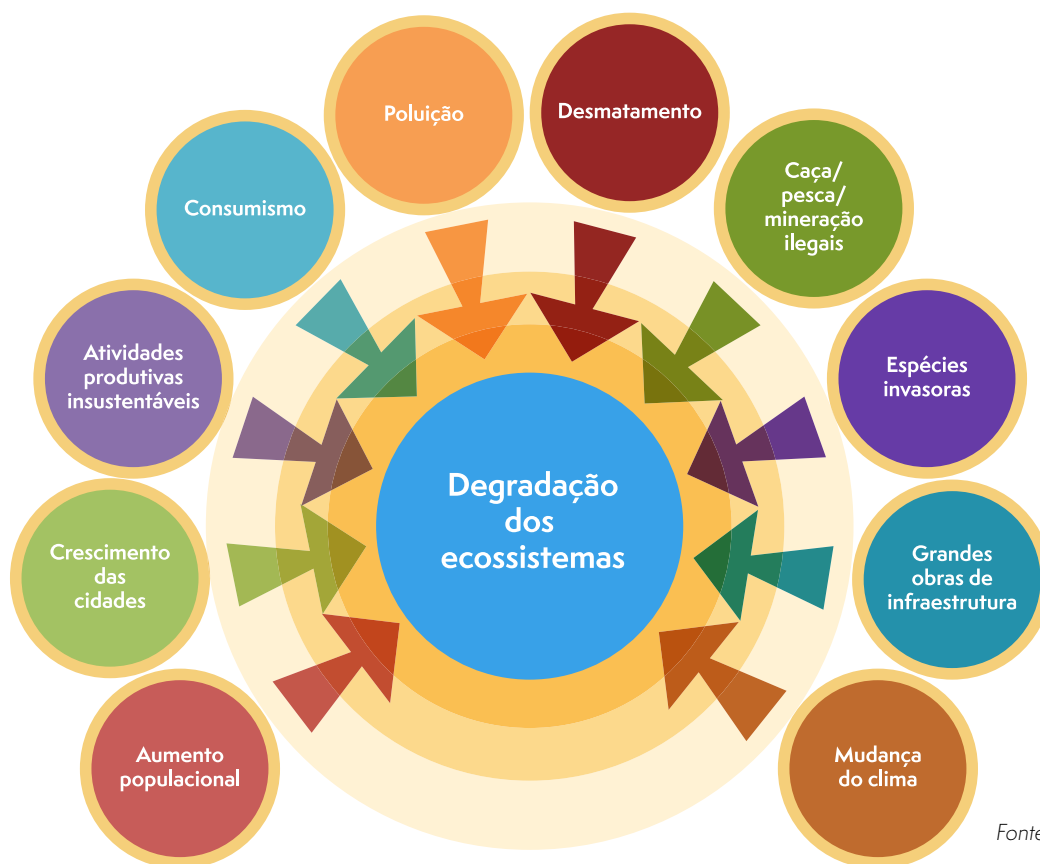 Poluição
Desmatamento
Consumismo
Caça/
pesca/
mineração
ilegais
Atividades
produtivas
insustentáveis
Espécies
invasoras
Degradação
dos
ecossistemas
Crescimento
das
cidades
Grandes
obras de
infraestrutura
Aumento
populacional
Mudança
do clima
Fonte